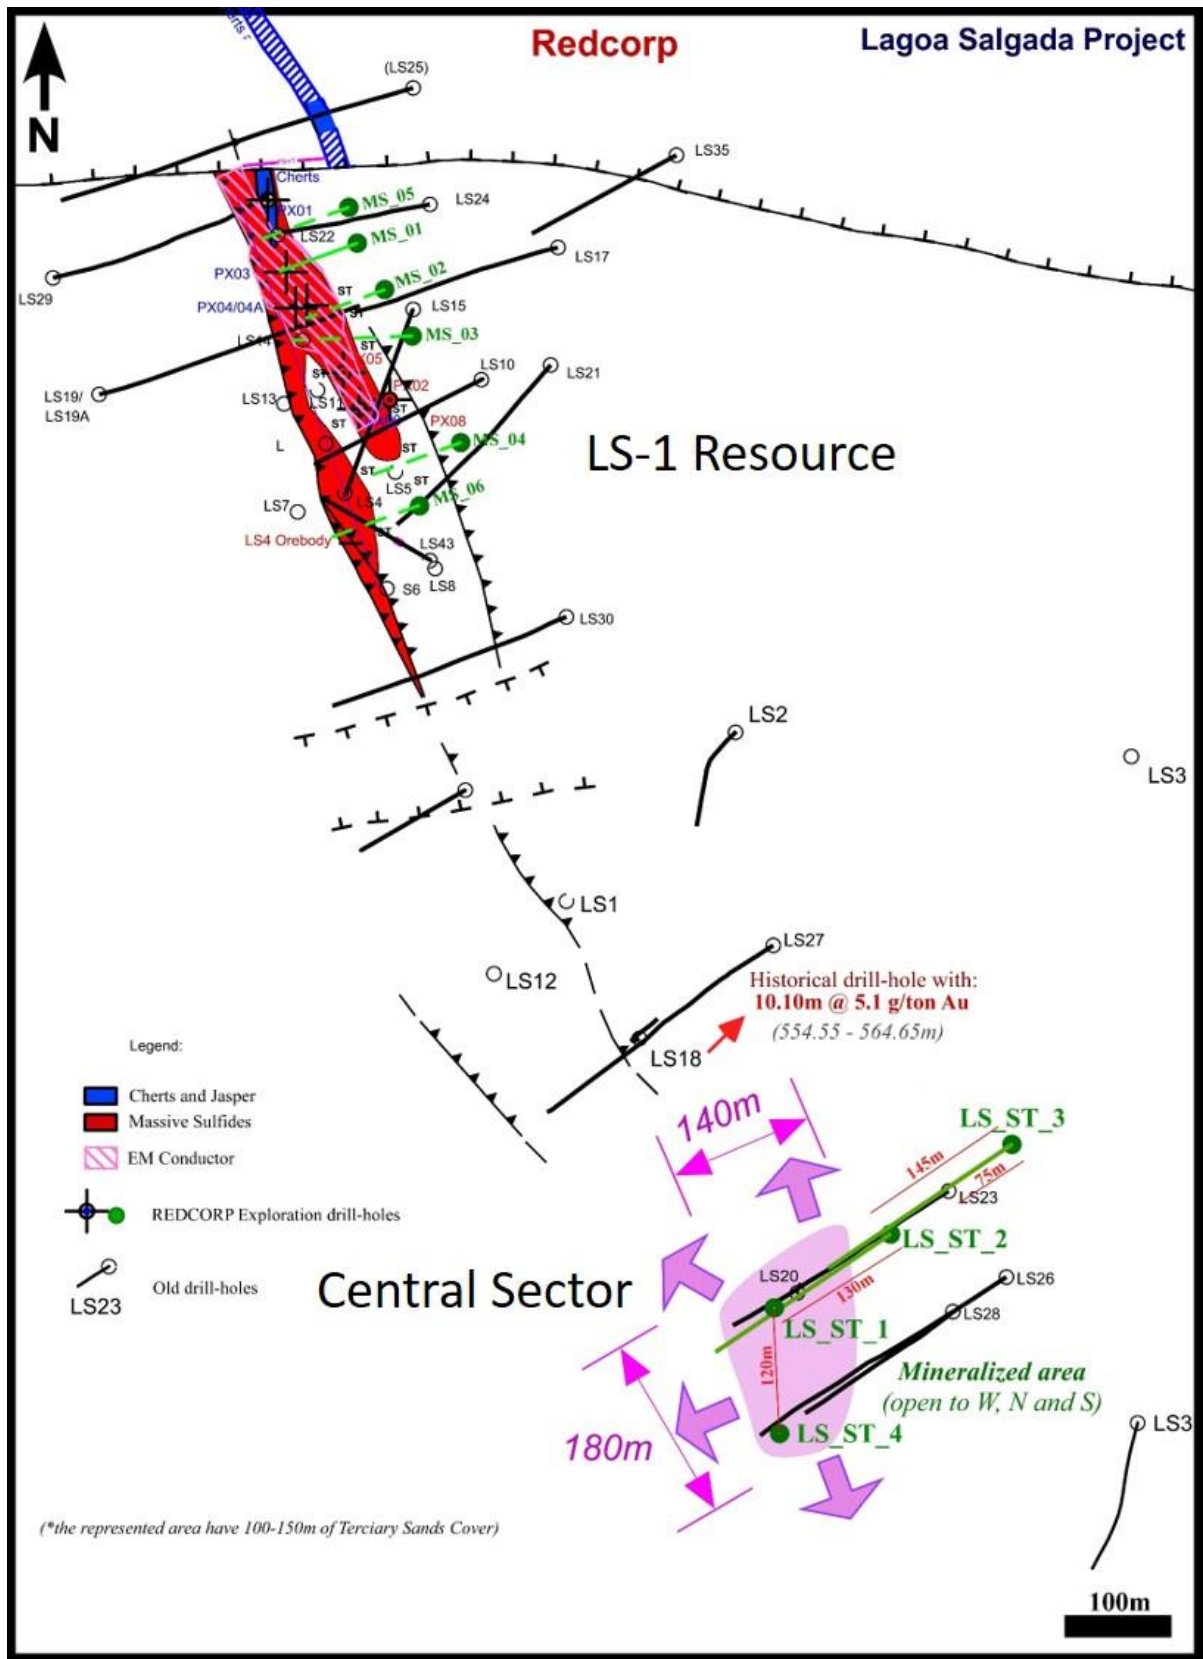 Redcorp
Lagoa Salgada Project
N
(LS25)
LS35
Cherts
MS_05
LS24
PX01
LS22
MS_01
LS17
PX03
LS29
MS_02
ST
PX04/04A
LS15
ST
MS_03
ST
LS10
LS21
LS19/
LS19A
ST
LS13
LS11
PX02
ST
PX08
ST
MS_04
L
ST
LS-1 Resource
ST
LS5
ST
LS4
MS_06
LS7
LS4 Orebody
ST
LS43
LS8
S6
LS30
LS2
LS3
LS1
LS27
LS12
Historical drill-hole with:
10.10m @ 5.1 g/ton Au
(554.55 - 564.65m)
LS18
Legend:
Cherts and Jasper
Massive Sulfides
EM Conductor
REDCORP Exploration drill-holes
Old drill-holes
LS23
140m
LS_ST_3
145m
75m
LS23
LS_ST_2
Central Sector
LS20
130m
LS26
LS28
LS_ST_1
120m
Mineralized area
(open to W, N and S)
180m
LS_ST_4
LS3
(*the represented area have 100-150m of Terciary Sands Cover)
100m